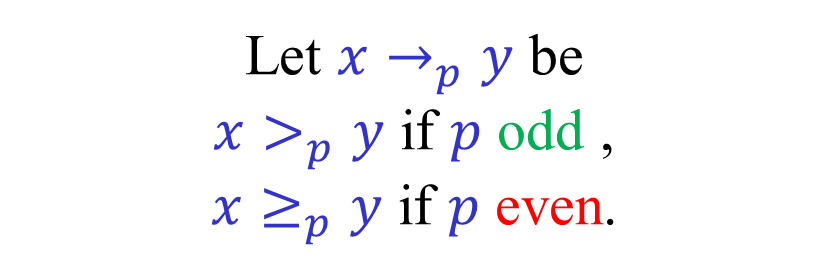 Let x →ₚ y be
x >ₚ y if p odd ,
x ≥ₚ y if p even.